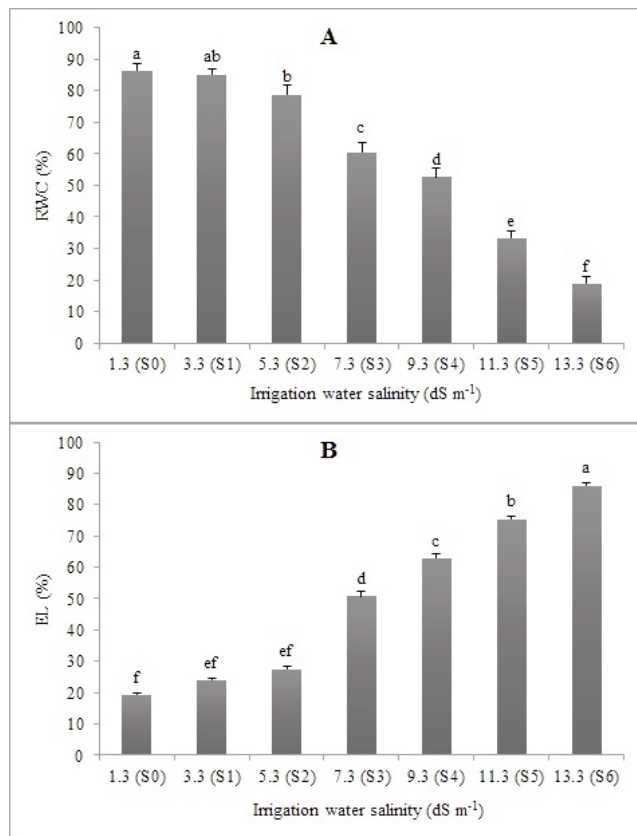 A
100
90
80
70
60
50
40
30
20
10
0
RWC (%)
a
ab
b
c
d
e
f
1.3 (S0) 3.3 (S1) 5.3 (S2) 7.3 (S3) 9.3 (S4) 11.3 (S5) 13.3 (S6)
Irrigation water salinity (dS m⁻¹)
B
100
90
80
70
60
50
40
30
20
10
0
EL (%)
f
ef
ef
d
c
b
a
1.3 (S0) 3.3 (S1) 5.3 (S2) 7.3 (S3) 9.3 (S4) 11.3 (S5) 13.3 (S6)
Irrigation water salinity (dS m⁻¹)